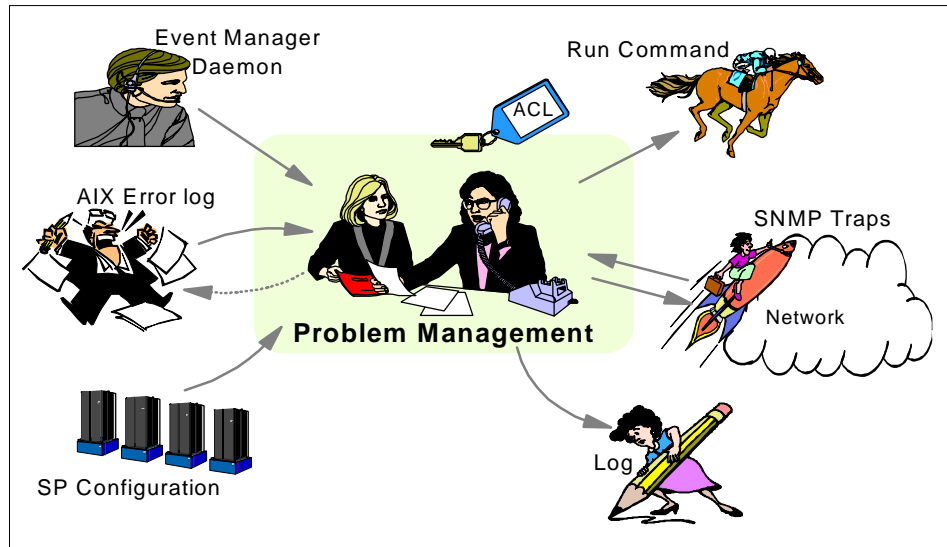 Event Manager
Daemon
Run Command
ACL
AIX Error log
SNMP Traps
Network
Problem Management
SP Configuration
Log